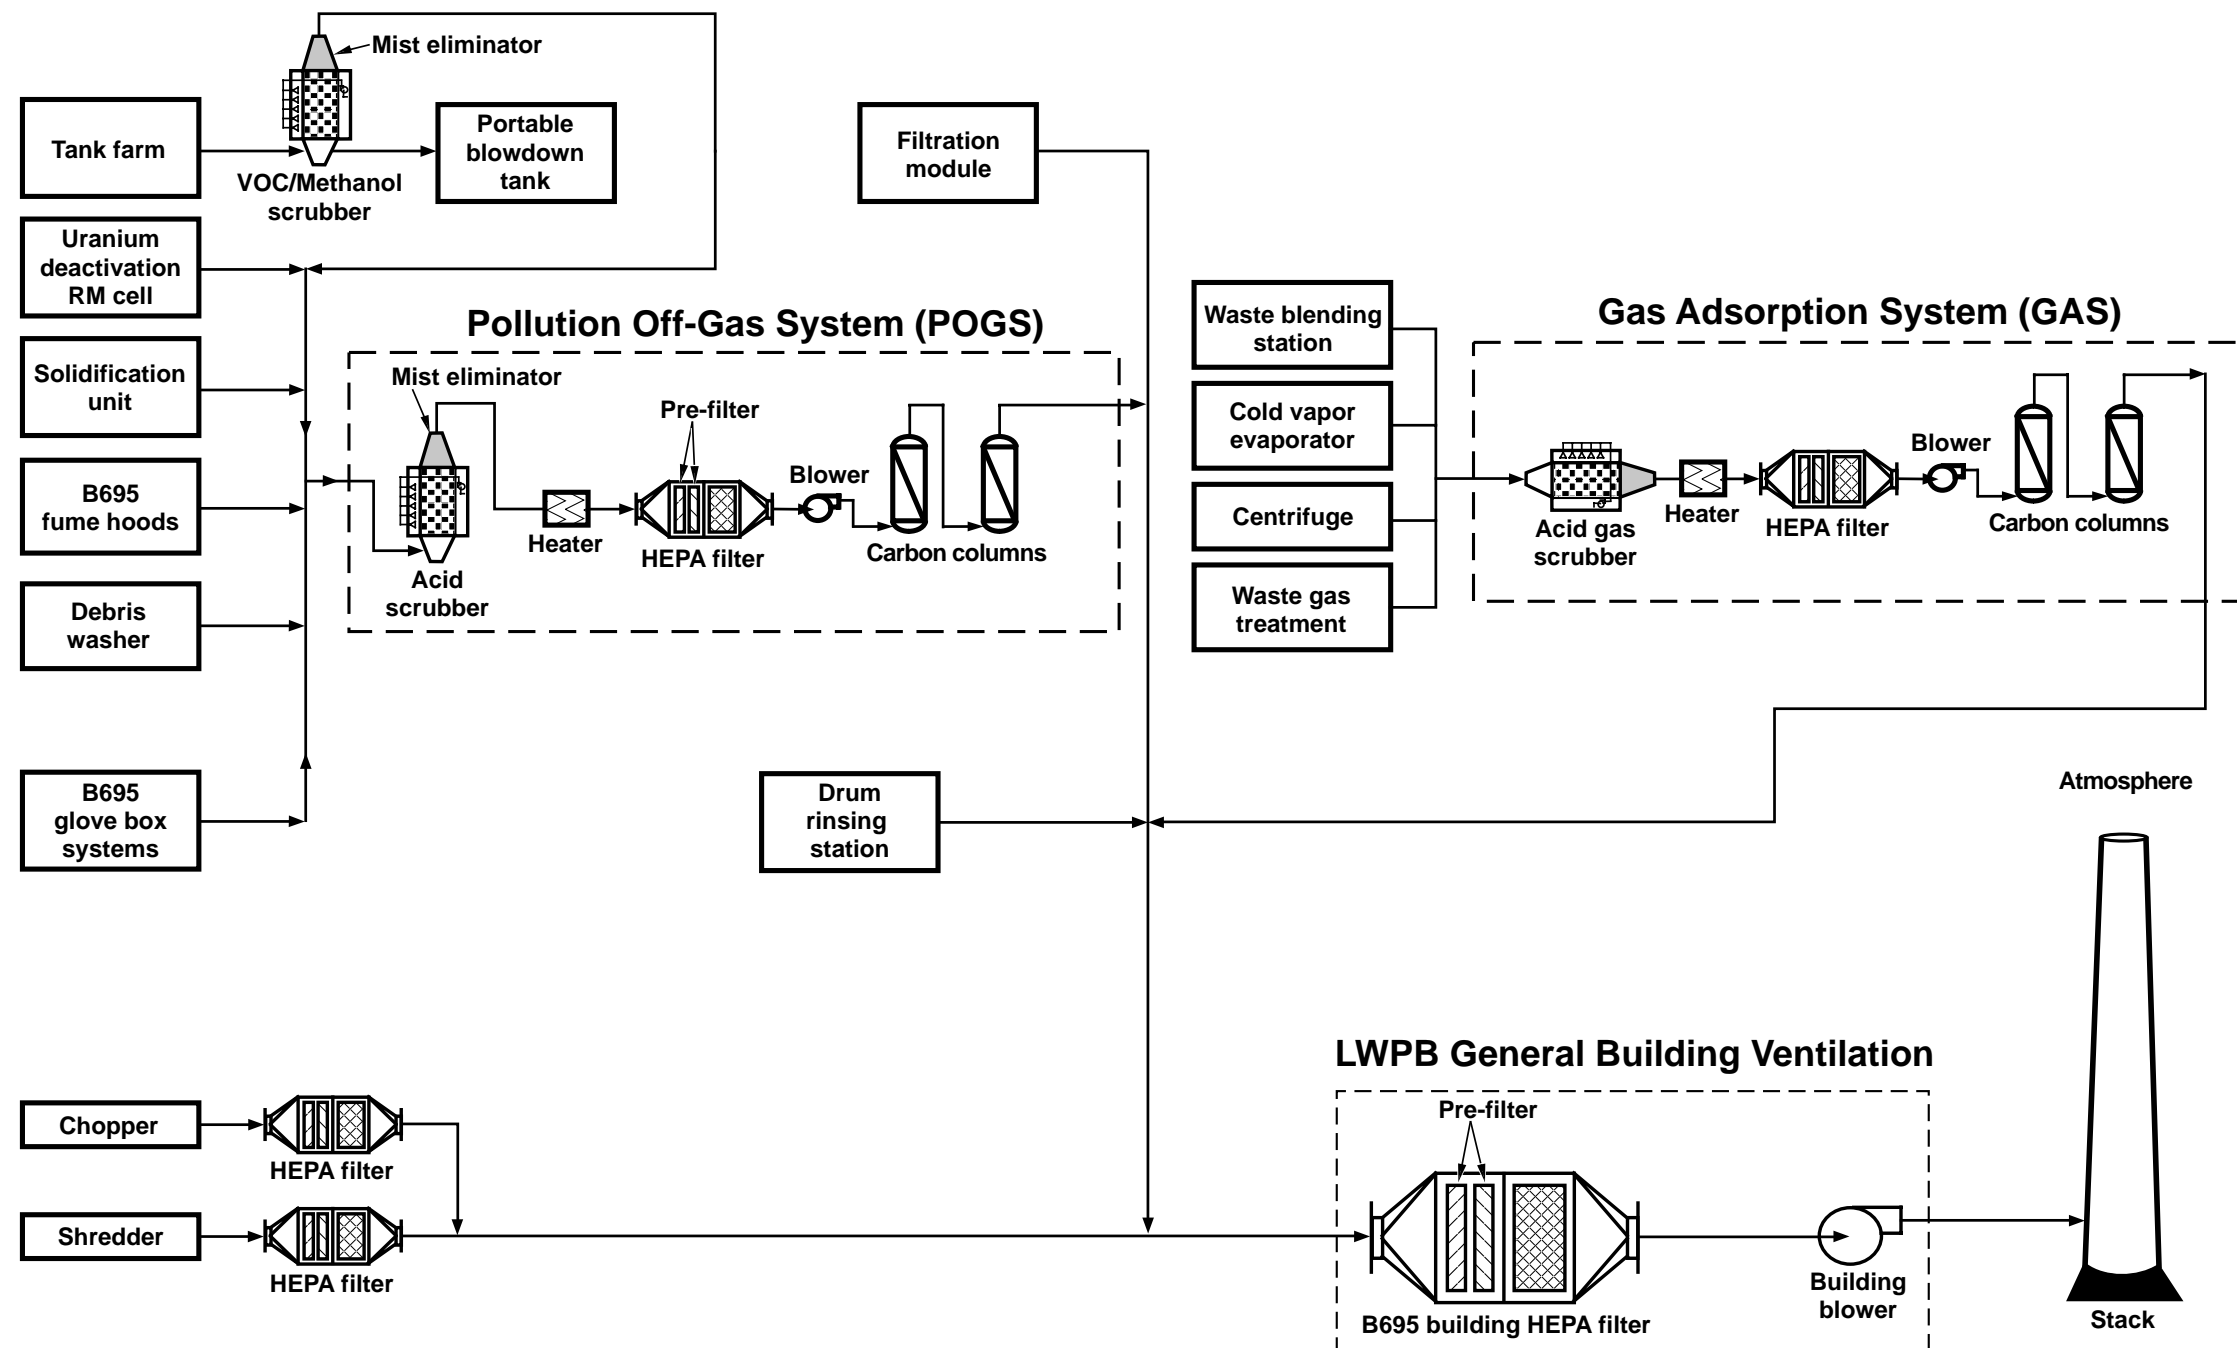 Mist eliminator
Tank farm
VOC/Methanol
scrubber
Portable
blowdown
tank
Filtration
module
Uranium
deactivation
RM cell
Solidification
unit
B695
fume hoods
Debris
washer
B695
glove box
systems
Pollution Off-Gas System (POGS)
Mist eliminator
Acid
scrubber
Heater
Pre-filter
HEPA filter
Blower
Carbon columns
Waste blending
station
Cold vapor
evaporator
Centrifuge
Waste gas
treatment
Gas Adsorption System (GAS)
Acid gas
scrubber
Heater
HEPA filter
Blower
Carbon columns
Drum
rinsing
station
Atmosphere
Chopper
HEPA filter
Shredder
HEPA filter
LWPB General Building Ventilation
Pre-filter
B695 building HEPA filter
Building
blower
Stack